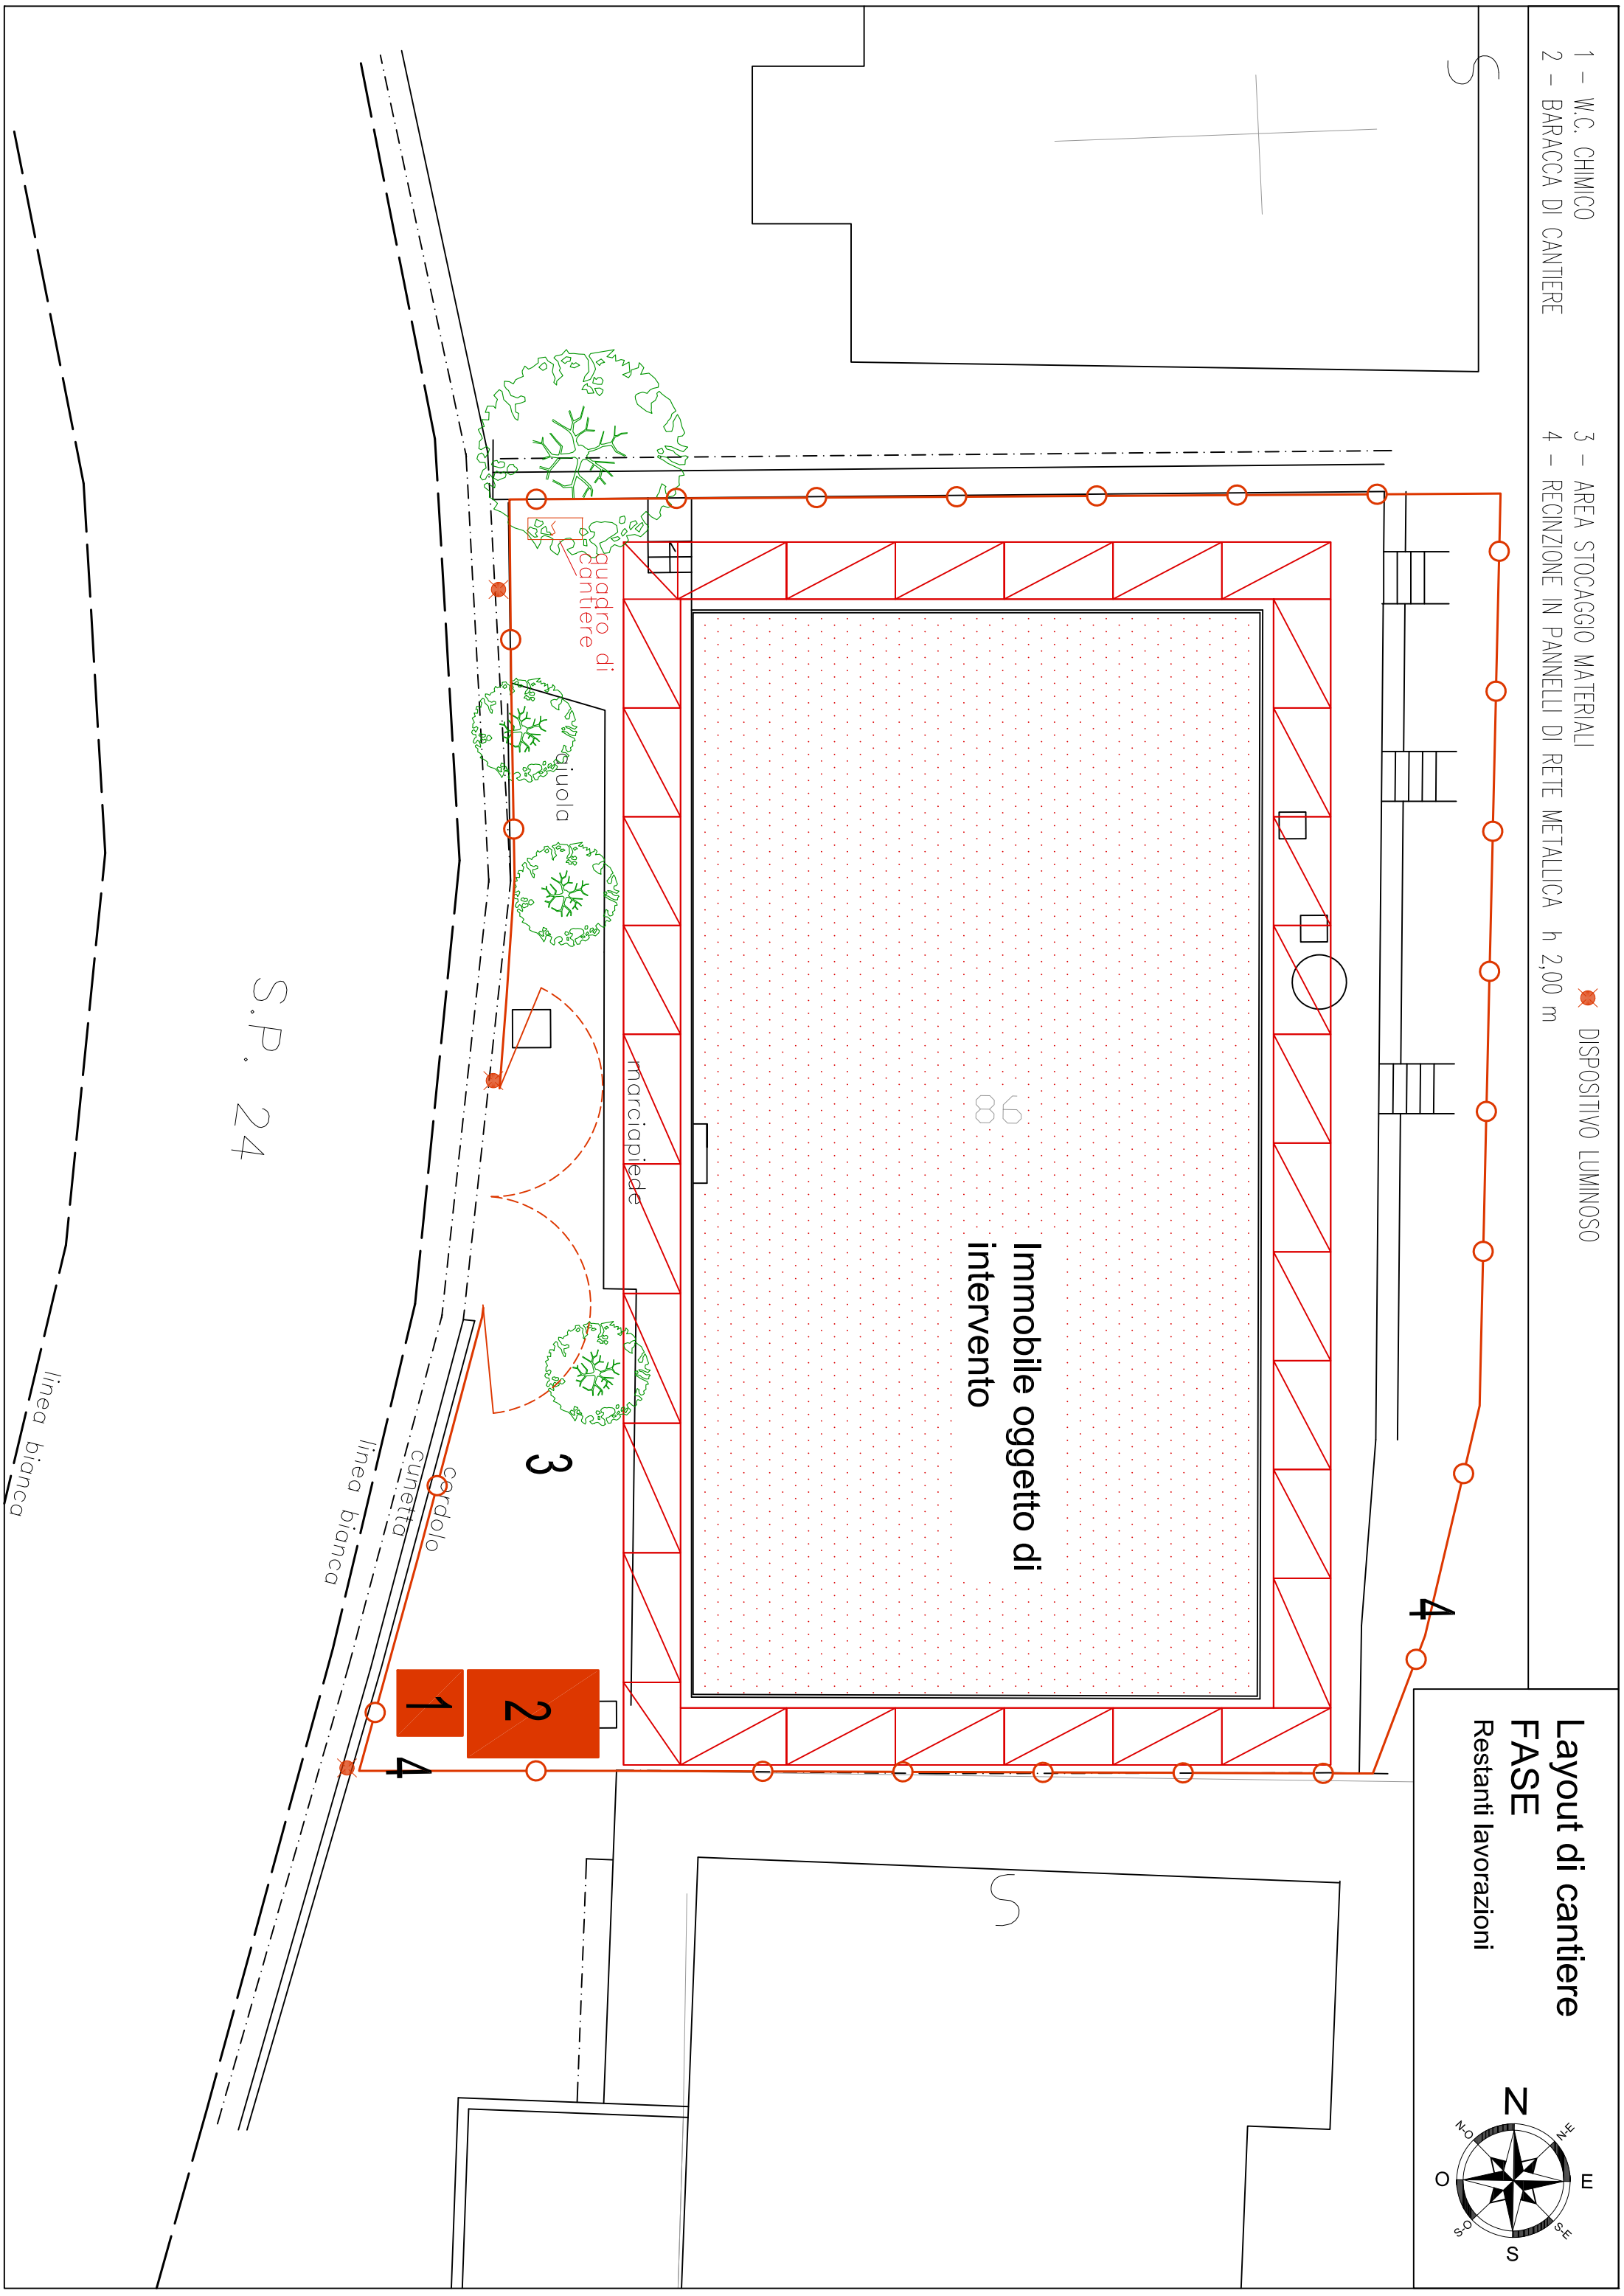 1 - W.C. CHIMICO
2 - BARACCA DI CANTIERE
3 - AREA STOCAGGIO MATERIALI
4 - RECINZIONE IN PANNELLI DI RETE METALLICA h 2,00 m
DISPOSITIVO LUMINOSO
Layout di cantiere
FASE
Restanti lavorazioni
N
N-E
E
S-E
S
S-O
O
N-O
S
4
98
Immobile oggetto di
intervento
quadro di
cantiere
aiuola
marciapiede
3
2
1
4
S
cordolo
cunetta
linea bianca
S.P. 24
linea bianca